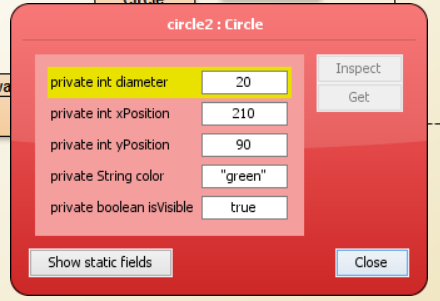 Circle
circle2 : Circle
private int diameter 20
private int xPosition 210
private int yPosition 90
private String color "green"
private boolean isVisible true
Inspect
Get
Show static fields
Close